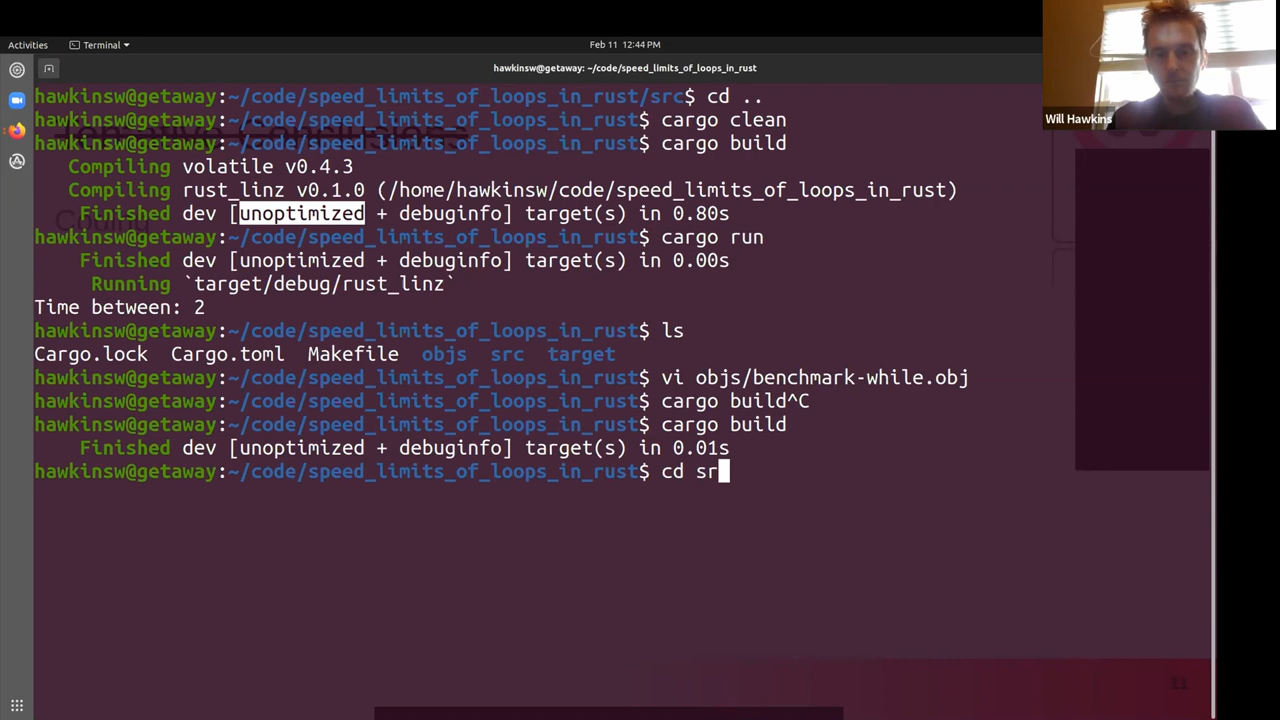 Activities
Terminal
Feb 11 12:44 PM
hawkinsw@getaway: ~/code/speed_limits_of_loops_in_rust
Will Hawkins
hawkinsw@getaway:~/code/speed_limits_of_loops_in_rust/src$ cd ..
hawkinsw@getaway:~/code/speed_limits_of_loops_in_rust$ cargo clean
hawkinsw@getaway:~/code/speed_limits_of_loops_in_rust$ cargo build
Compiling volatile v0.4.3
Compiling rust_linz v0.1.0 (/home/hawkinsw/code/speed_limits_of_loops_in_rust)
Finished dev [unoptimized + debuginfo] target(s) in 0.80s
hawkinsw@getaway:~/code/speed_limits_of_loops_in_rust$ cargo run
Finished dev [unoptimized + debuginfo] target(s) in 0.00s
Running `target/debug/rust_linz`
Time between: 2
hawkinsw@getaway:~/code/speed_limits_of_loops_in_rust$ ls
Cargo.lock Cargo.toml Makefile objs src target
hawkinsw@getaway:~/code/speed_limits_of_loops_in_rust$ vi objs/benchmark-while.obj
hawkinsw@getaway:~/code/speed_limits_of_loops_in_rust$ cargo build^C
hawkinsw@getaway:~/code/speed_limits_of_loops_in_rust$ cargo build
Finished dev [unoptimized + debuginfo] target(s) in 0.01s
hawkinsw@getaway:~/code/speed_limits_of_loops_in_rust$ cd sr
11